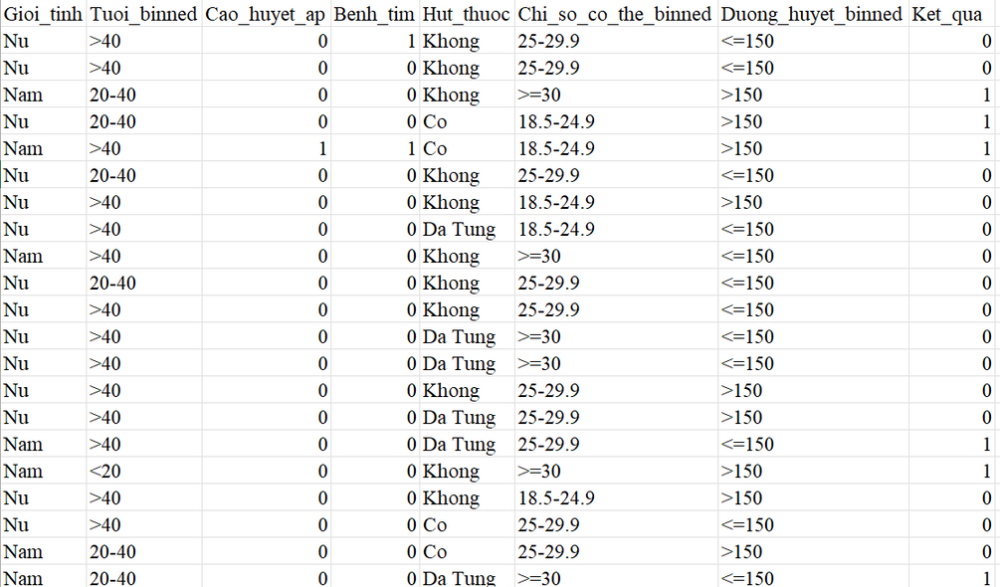 Gioi_tinh Tuoi_binned Cao_huyet_ap Benh_tim Hut_thuoc Chi_so_co_the_binned Duong_huyet_binned Ket_qua
Nu >40 0 1 Khong 25-29.9 <=150 0
Nu >40 0 0 Khong 25-29.9 <=150 0
Nam 20-40 0 0 Khong >=30 >150 1
Nu 20-40 0 0 Co 18.5-24.9 >150 1
Nam >40 1 1 Co 18.5-24.9 >150 1
Nu 20-40 0 0 Khong 25-29.9 <=150 0
Nu >40 0 0 Khong 18.5-24.9 >150 0
Nu >40 0 0 Da Tung 18.5-24.9 <=150 0
Nam >40 0 0 Khong >=30 <=150 0
Nu 20-40 0 0 Khong 25-29.9 <=150 0
Nu >40 0 0 Khong 25-29.9 <=150 0
Nu >40 0 0 Da Tung >=30 <=150 0
Nu >40 0 0 Da Tung >=30 <=150 0
Nu >40 0 0 Khong 25-29.9 >150 0
Nu >40 0 0 Da Tung 25-29.9 >150 0
Nam >40 0 0 Da Tung 25-29.9 <=150 1
Nam <20 0 0 Khong >=30 >150 1
Nu >40 0 0 Khong 18.5-24.9 >150 0
Nu >40 0 0 Co 25-29.9 <=150 0
Nam 20-40 0 0 Co 25-29.9 >150 0
Nam 20-40 0 0 Da Tung >=30 <=150 1